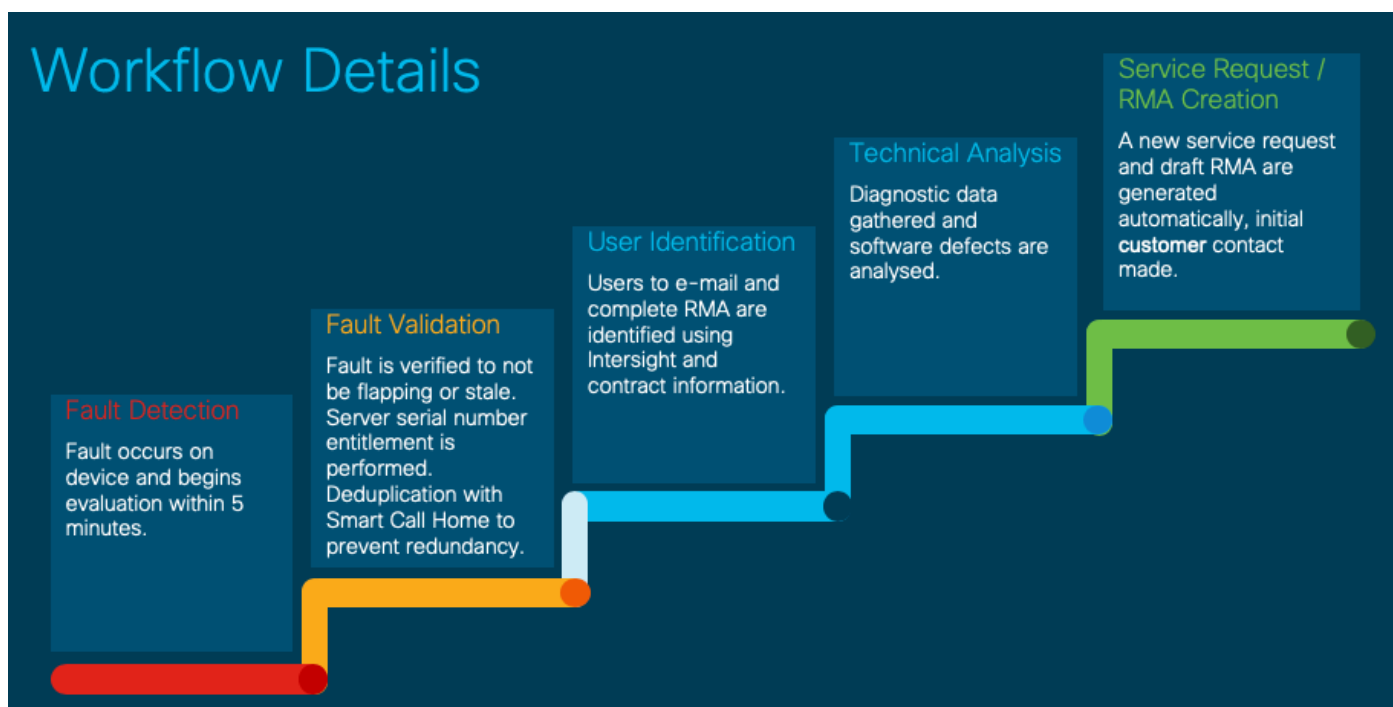 Workflow Details
Fault Detection
Fault occurs on
device and begins
evaluation within 5
minutes.
Fault Validation
Fault is verified to not
be flapping or stale.
Server serial number
entitlement is
performed.
Deduplication with
Smart Call Home to
prevent redundancy.
User Identification
Users to e-mail and
complete RMA are
identified using
Intersight and
contract information.
Technical Analysis
Diagnostic data
gathered and
software defects are
analysed.
Service Request /
RMA Creation
A new service request
and draft RMA are
generated
automatically, initial
customer contact
made.